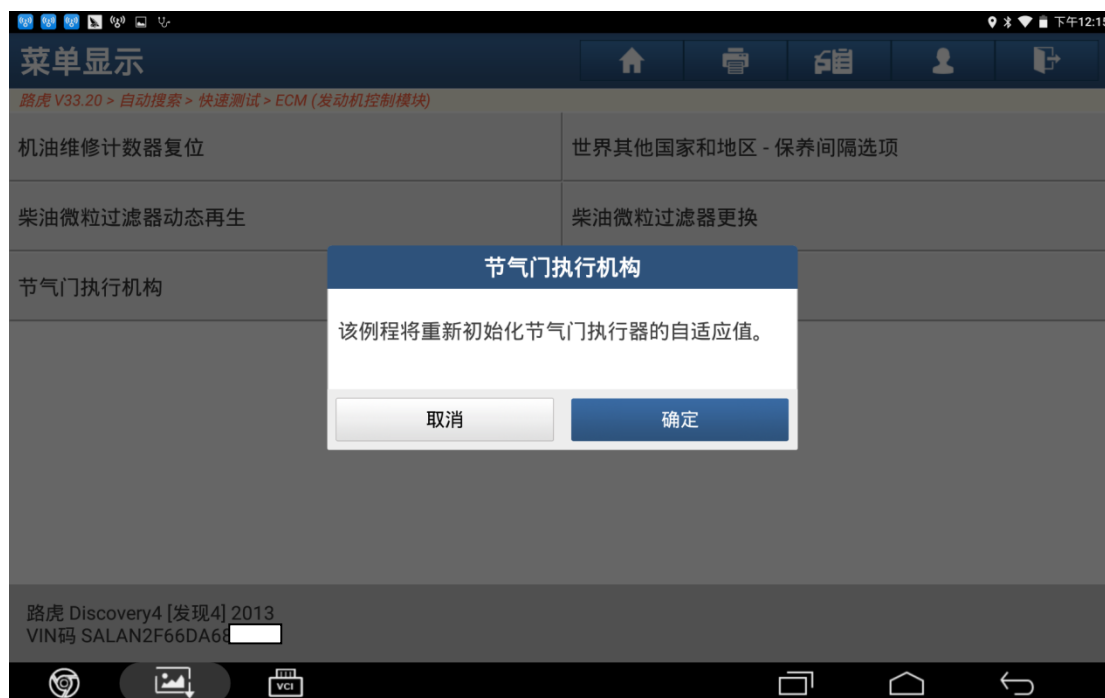 下午12:15
菜单显示
路虎 V33.20 > 自动搜索 > 快速测试 > ECM (发动机控制模块)
机油维修计数器复位
世界其他国家和地区 - 保养间隔选项
柴油微粒过滤器动态再生
柴油微粒过滤器更换
节气门执行机构
节气门执行机构
该例程将重新初始化节气门执行器的自适应值。
取消
确定
路虎 Discovery4 [发现4] 2013
VIN码 SALAN2F66DA68
VCI